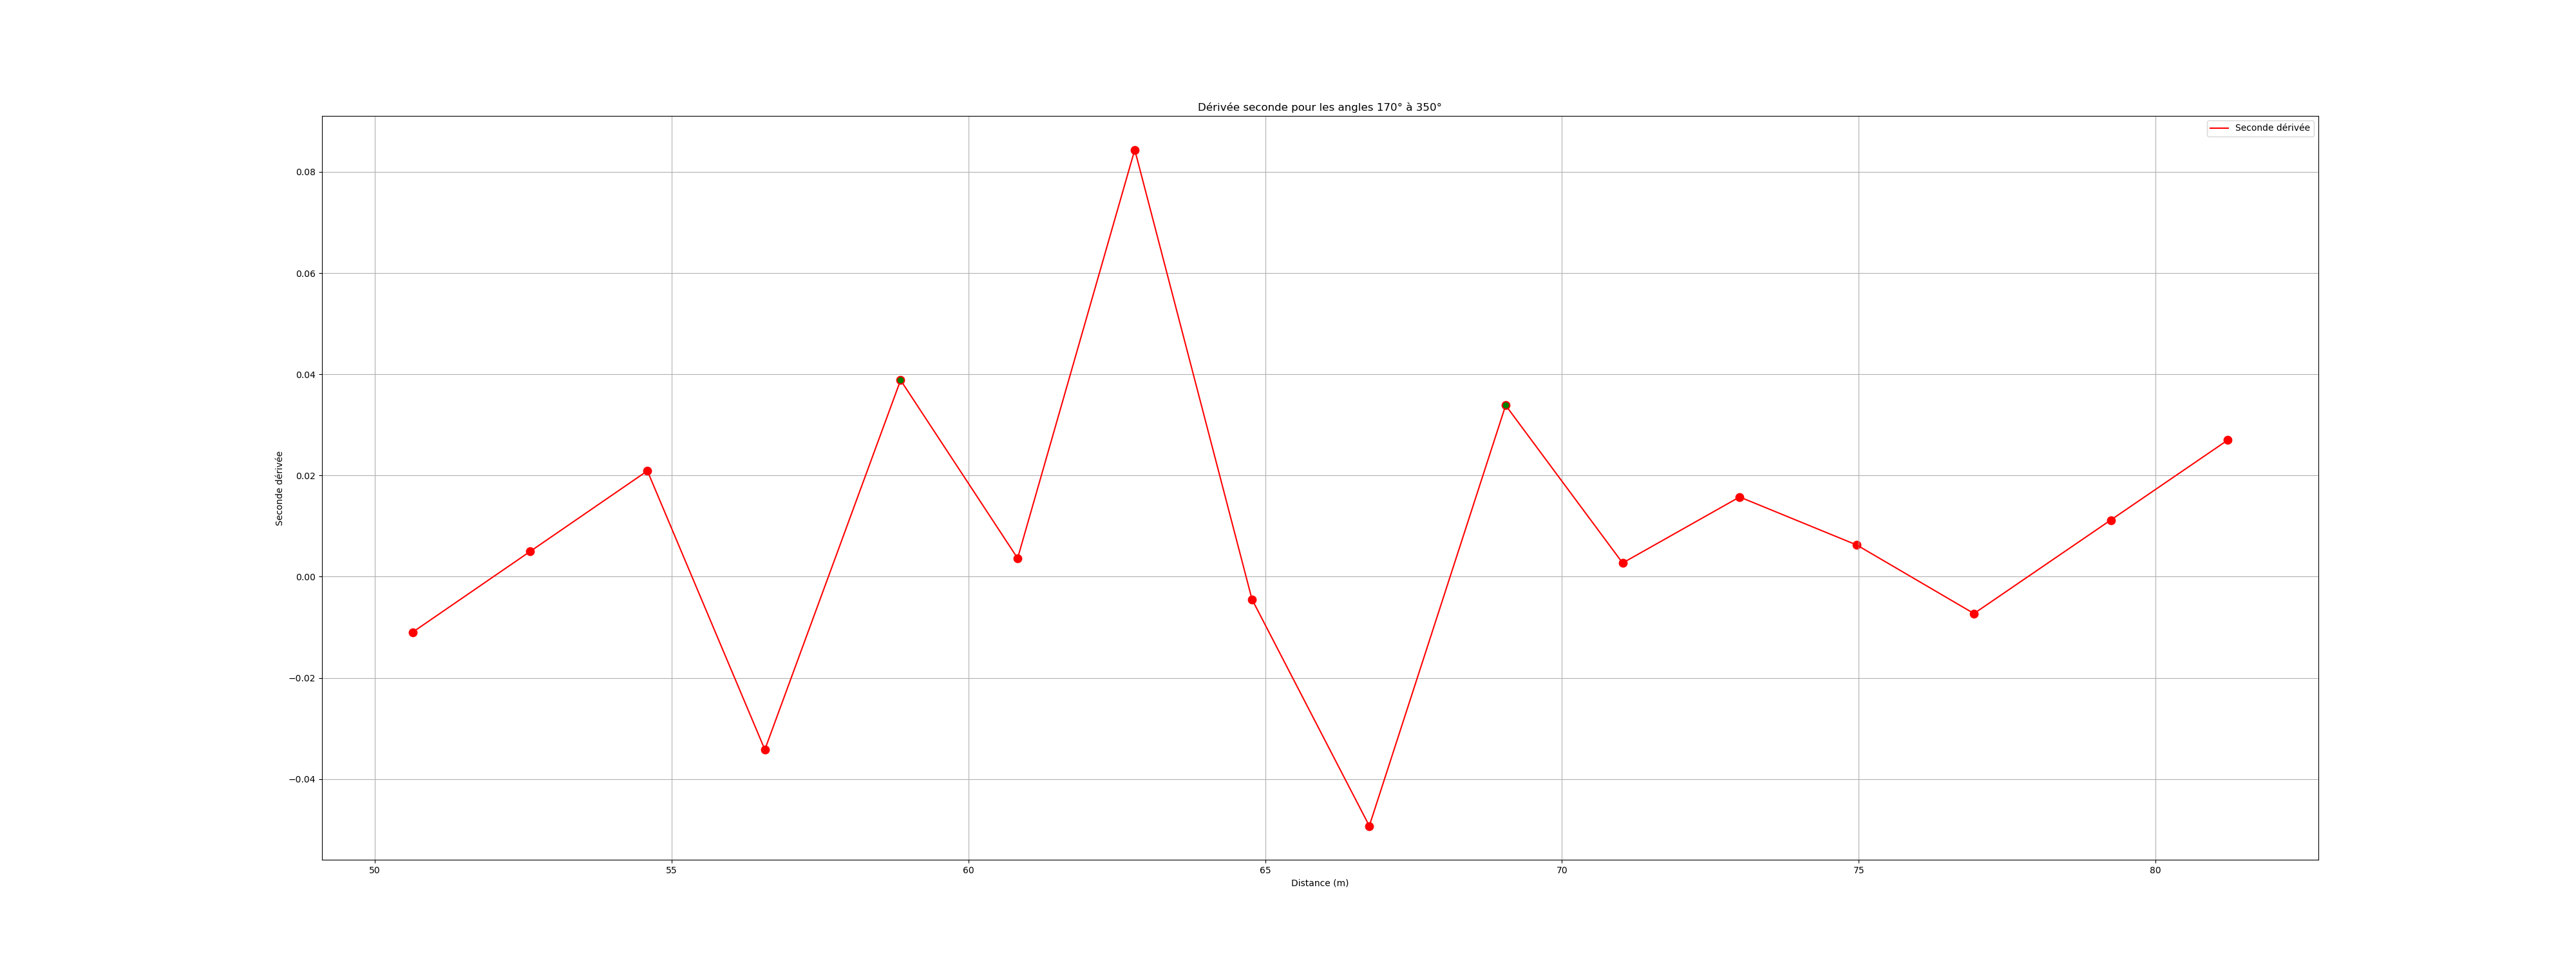 Dérivée seconde pour les angles 170° à 350°
Seconde dérivée
0.08
0.06
0.04
0.02
0.00
−0.02
−0.04
Seconde dérivée
50 55 60 65 70 75 80
Distance (m)